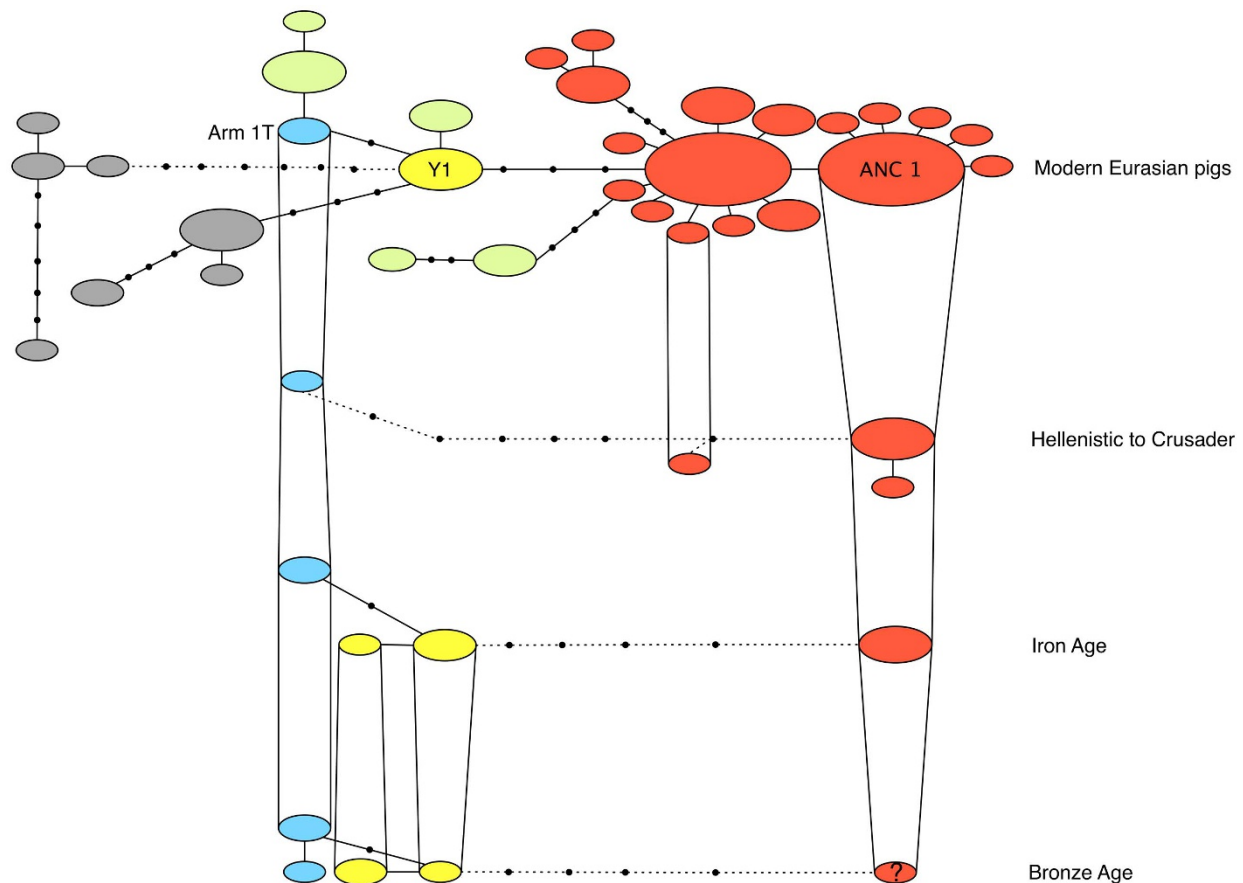 Arm 1T
Y1
ANC 1
Modern Eurasian pigs
Hellenistic to Crusader
Iron Age
?
Bronze Age